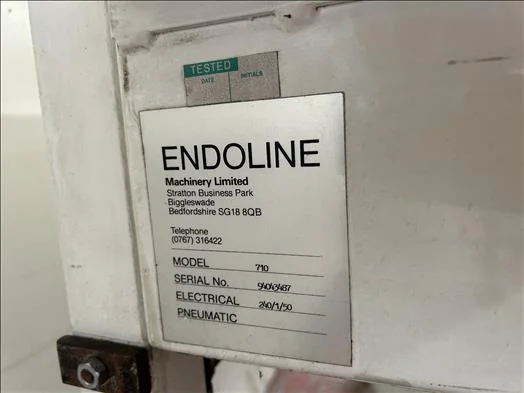 TESTED
DATE INITIALS
ENDOLINE
Machinery Limited
Stratton Business Park
Biggleswade
Bedfordshire SG18 8QB
Telephone
(0767) 316422
MODEL 710
SERIAL No.
ELECTRICAL 240/1/50
PNEUMATIC